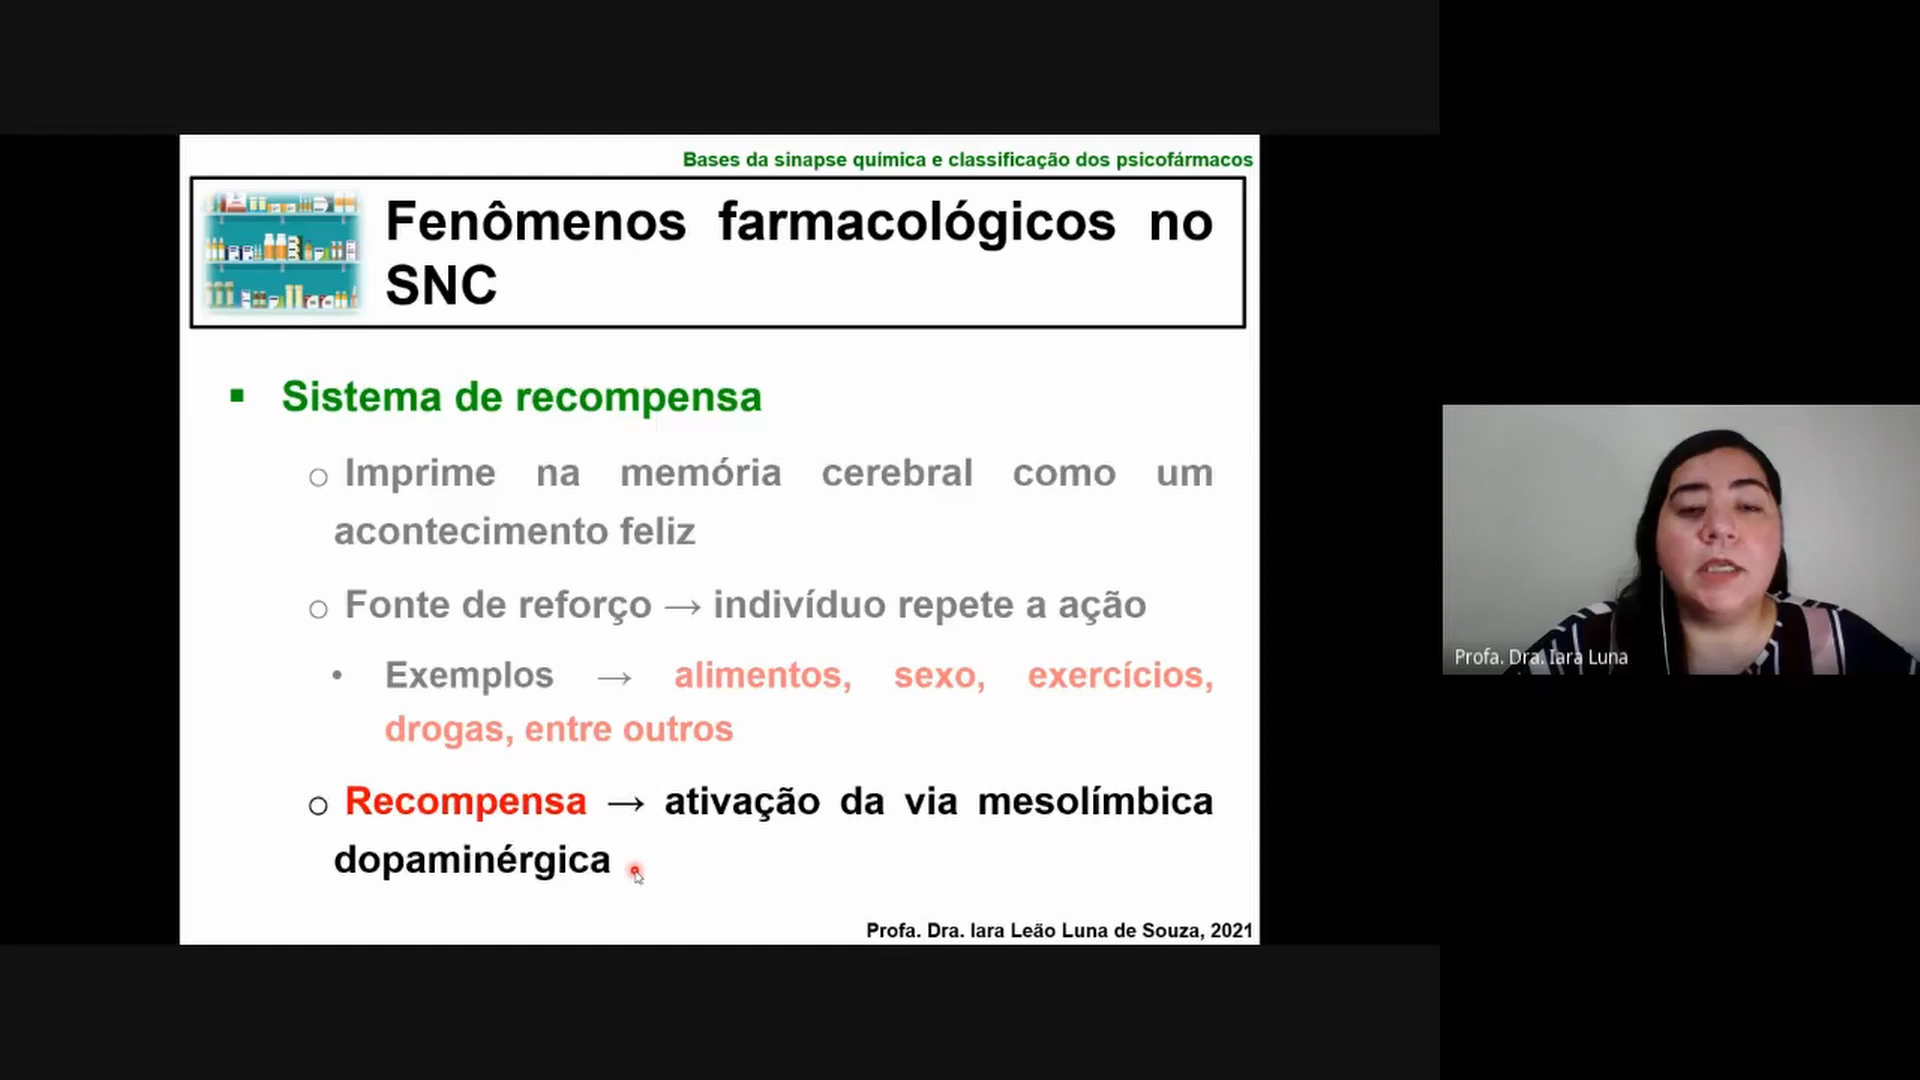 Bases da sinapse química e classificação dos psicofármacos
Fenômenos farmacológicos no
SNC
▪ Sistema de recompensa
o Imprime na memória cerebral como um
acontecimento feliz
o Fonte de reforço → indivíduo repete a ação
• Exemplos → alimentos, sexo, exercícios,
drogas, entre outros
o Recompensa → ativação da via mesolímbica
dopaminérgica
Profa. Dra. Iara Leão Luna de Souza, 2021
Profa. Dra. Iara Luna